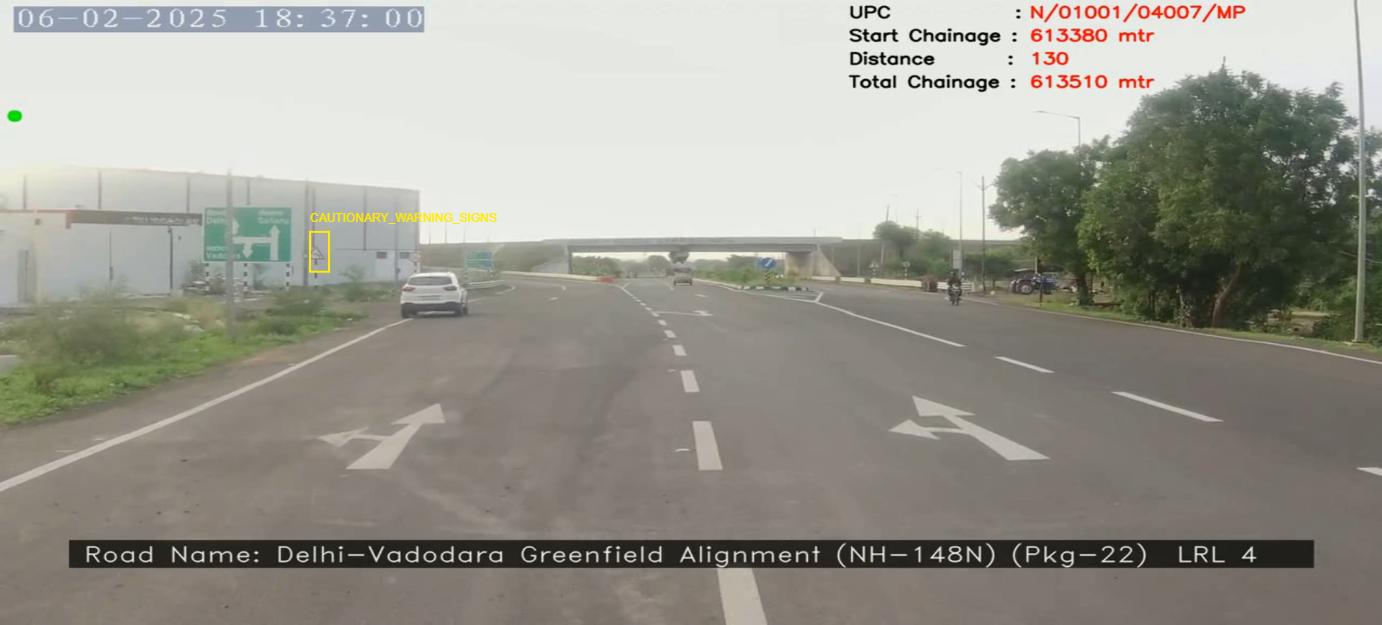 06-02-2025 18:37:00
UPC : N/01001/04007/MP
Start Chainage : 613380 mtr
Distance : 130
Total Chainage : 613510 mtr
CAUTIONARY_WARNING_SIGNS
Road Name: Delhi-Vadodara Greenfield Alignment (NH-148N) (Pkg-22) LRL 4